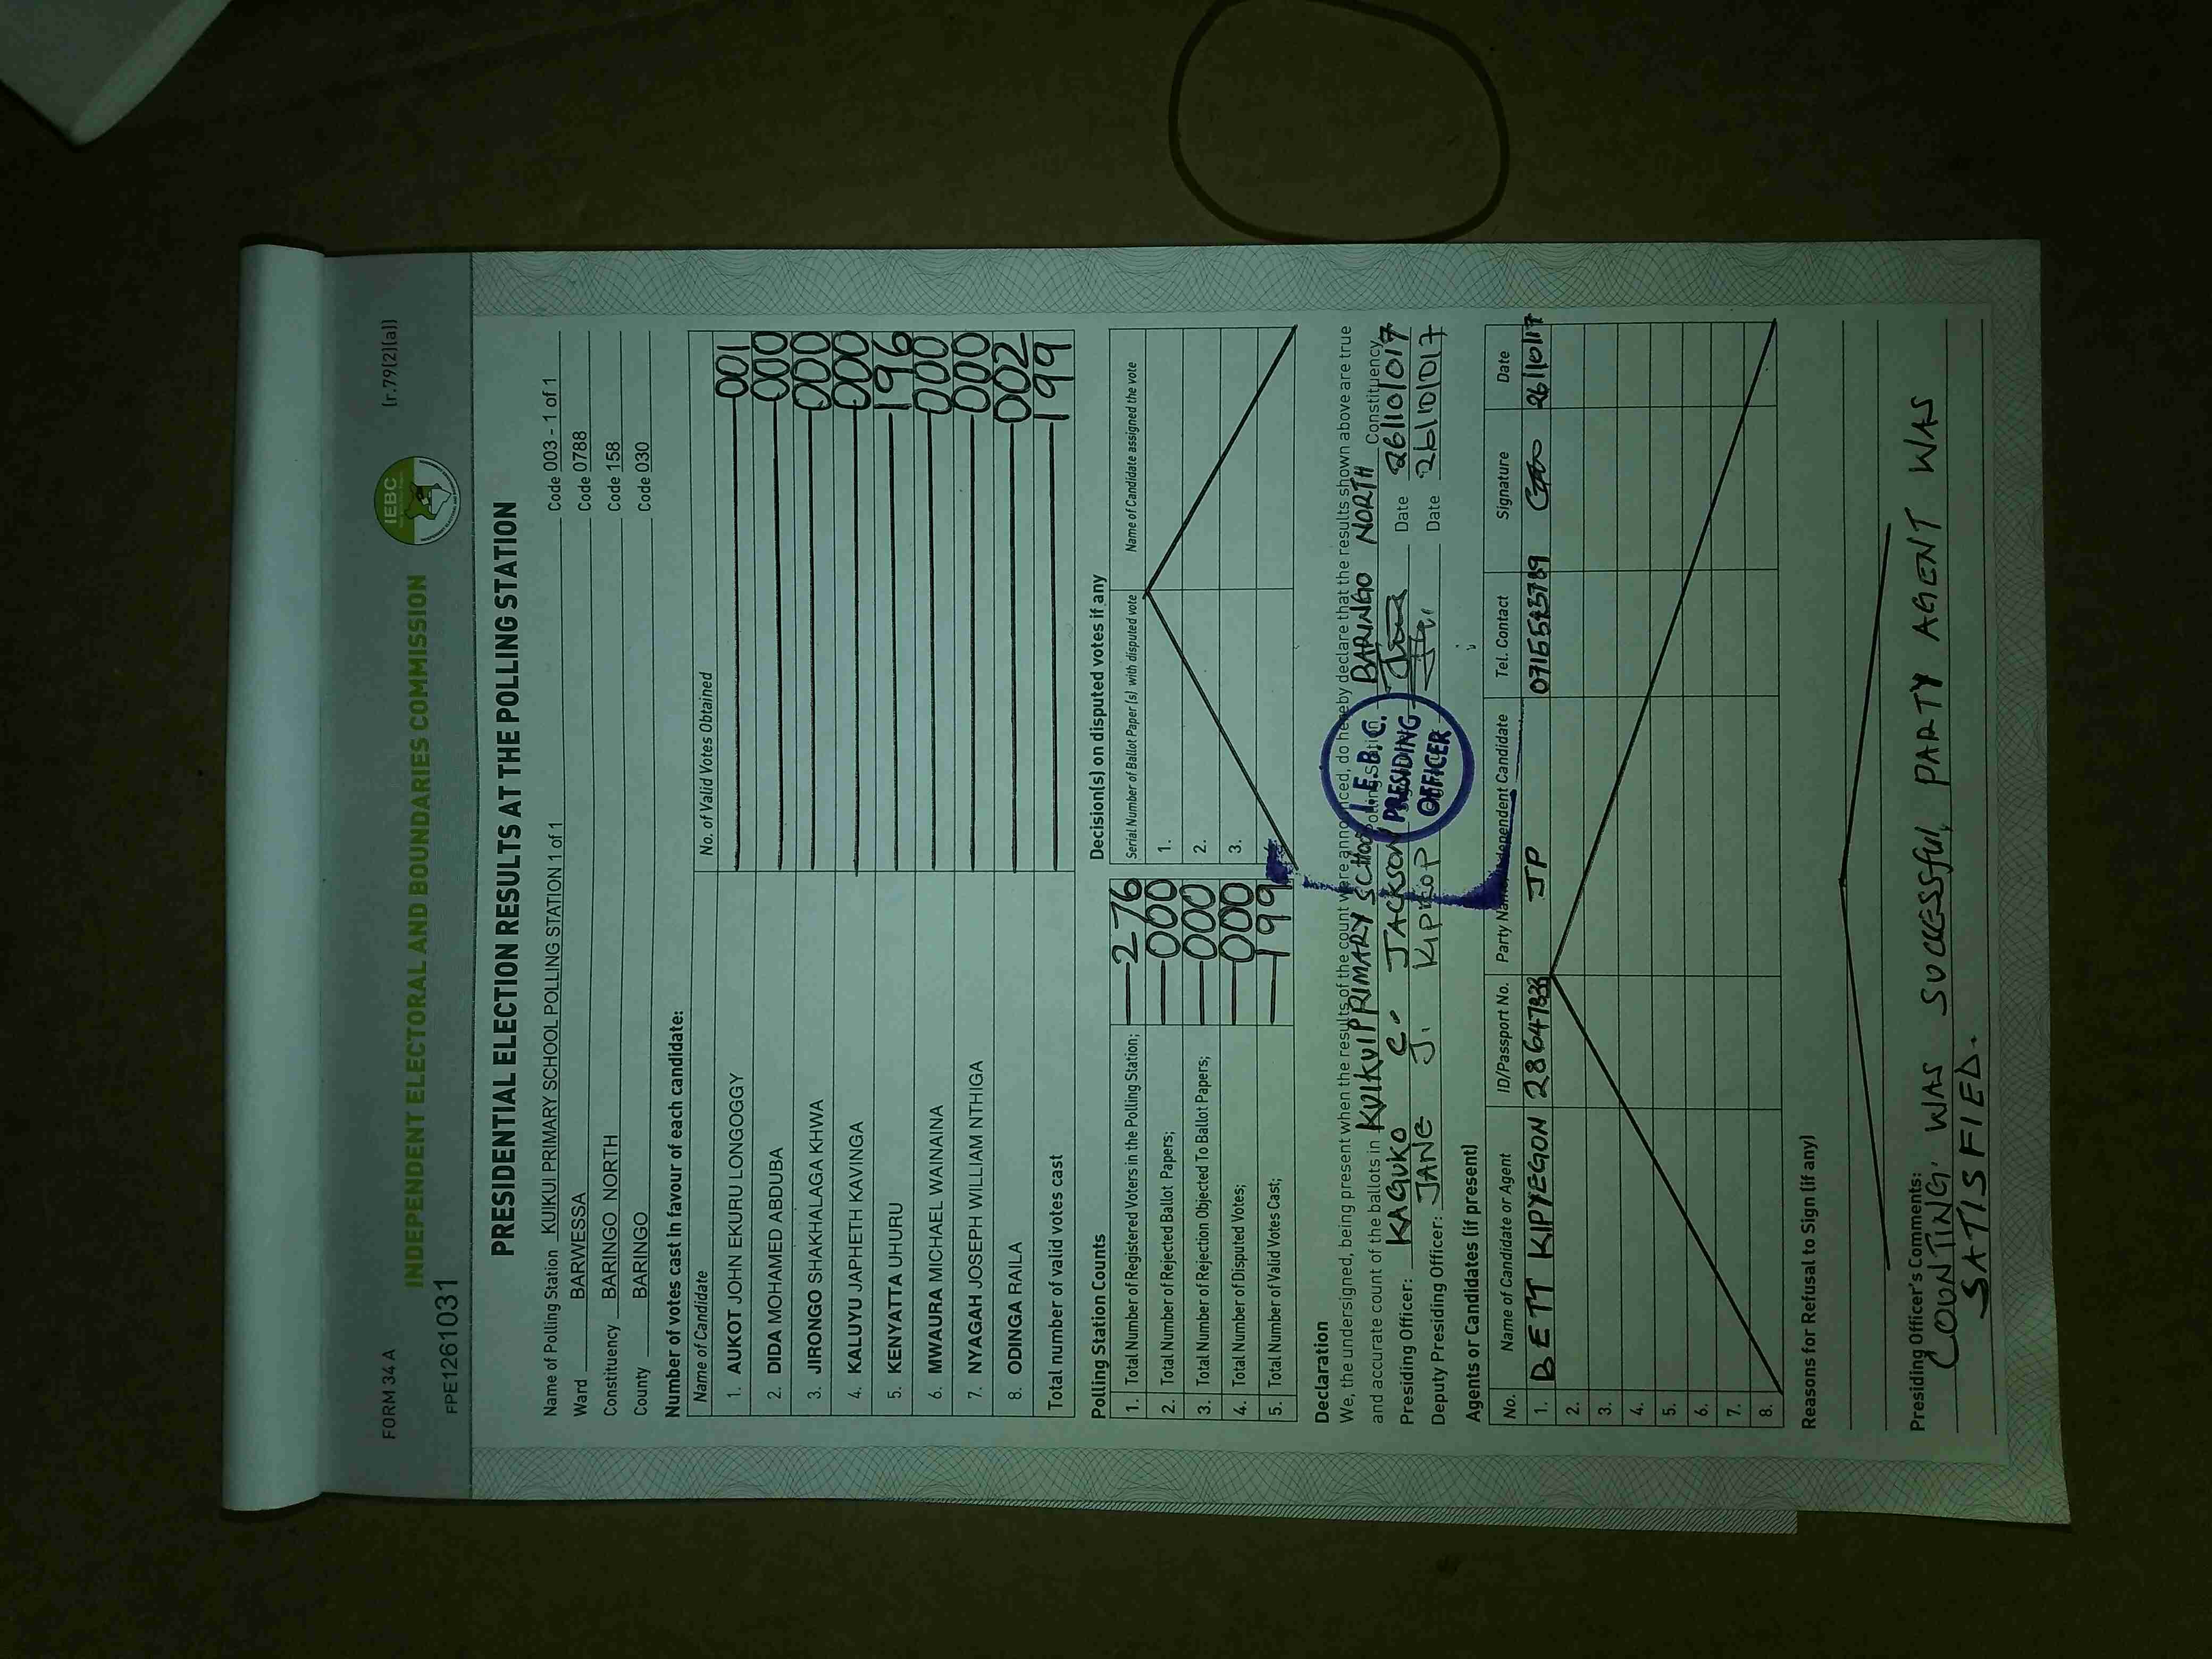 FORM 34 A
[r.79(2)(a)]
INDEPENDENT ELECTORAL AND BOUNDARIES COMMISSION
IEBC
FPE1261031
PRESIDENTIAL ELECTION RESULTS AT THE POLLING STATION
Name of Polling Station KUIKUI PRIMARY SCHOOL POLLING STATION 1 of 1 Code 003 - 1 of 1
Ward BARWESSA Code 0788
Constituency BARINGO NORTH Code 158
County BARINGO Code 030
Number of votes cast in favour of each candidate:
Name of Candidate No. of Valid Votes Obtained
1. AUKOT JOHN EKURU LONGOGGY 001
2. DIDA MOHAMED ABDUBA 000
3. JIRONGO SHAKHALAGA KHWA 000
4. KALUYU JAPHETH KAVINGA 000
5. KENYATTA UHURU 196
6. MWAURA MICHAEL WAINAINA 000
7. NYAGAH JOSEPH WILLIAM NTHIGA 000
8. ODINGA RAILA 002
Total number of valid votes cast 199
Polling Station Counts
1. Total Number of Registered Voters in the Polling Station; 276
2. Total Number of Rejected Ballot Papers; 000
3. Total Number of Rejection Objected To Ballot Papers; 000
4. Total Number of Disputed Votes; 000
5. Total Number of Valid Votes Cast; 199
Decision(s) on disputed votes if any
Serial Number of Ballot Paper (s) with disputed vote Name of Candidate assigned the vote
1.
2.
3.
Declaration
We, the undersigned, being present when the results of the count were announced, do hereby declare that the results shown above are true
and accurate count of the ballots in KUIKUI PRIMARY SCHOOL Polling Station BARINGO NORTH Constituency
Presiding Officer: KAGUKO C. JACKSON Date 26/10/017
Deputy Presiding Officer: JANE J. KIPROP Date 26/10/017
I.E.B.C.
PRESIDING
OFFICER
Agents or Candidates (if present)
No. Name of Candidate or Agent ID/Passport No. Party Name/Independent Candidate Tel. Contact Signature Date
1. BETT KIPYEGON JP 26/10/17
2.
3.
4.
5.
6.
7.
8.
Reasons for Refusal to Sign (if any)
Presiding Officer's Comments:
COUNTING WAS SUCCESSFUL, PARTY AGENT WAS
SATISFIED.